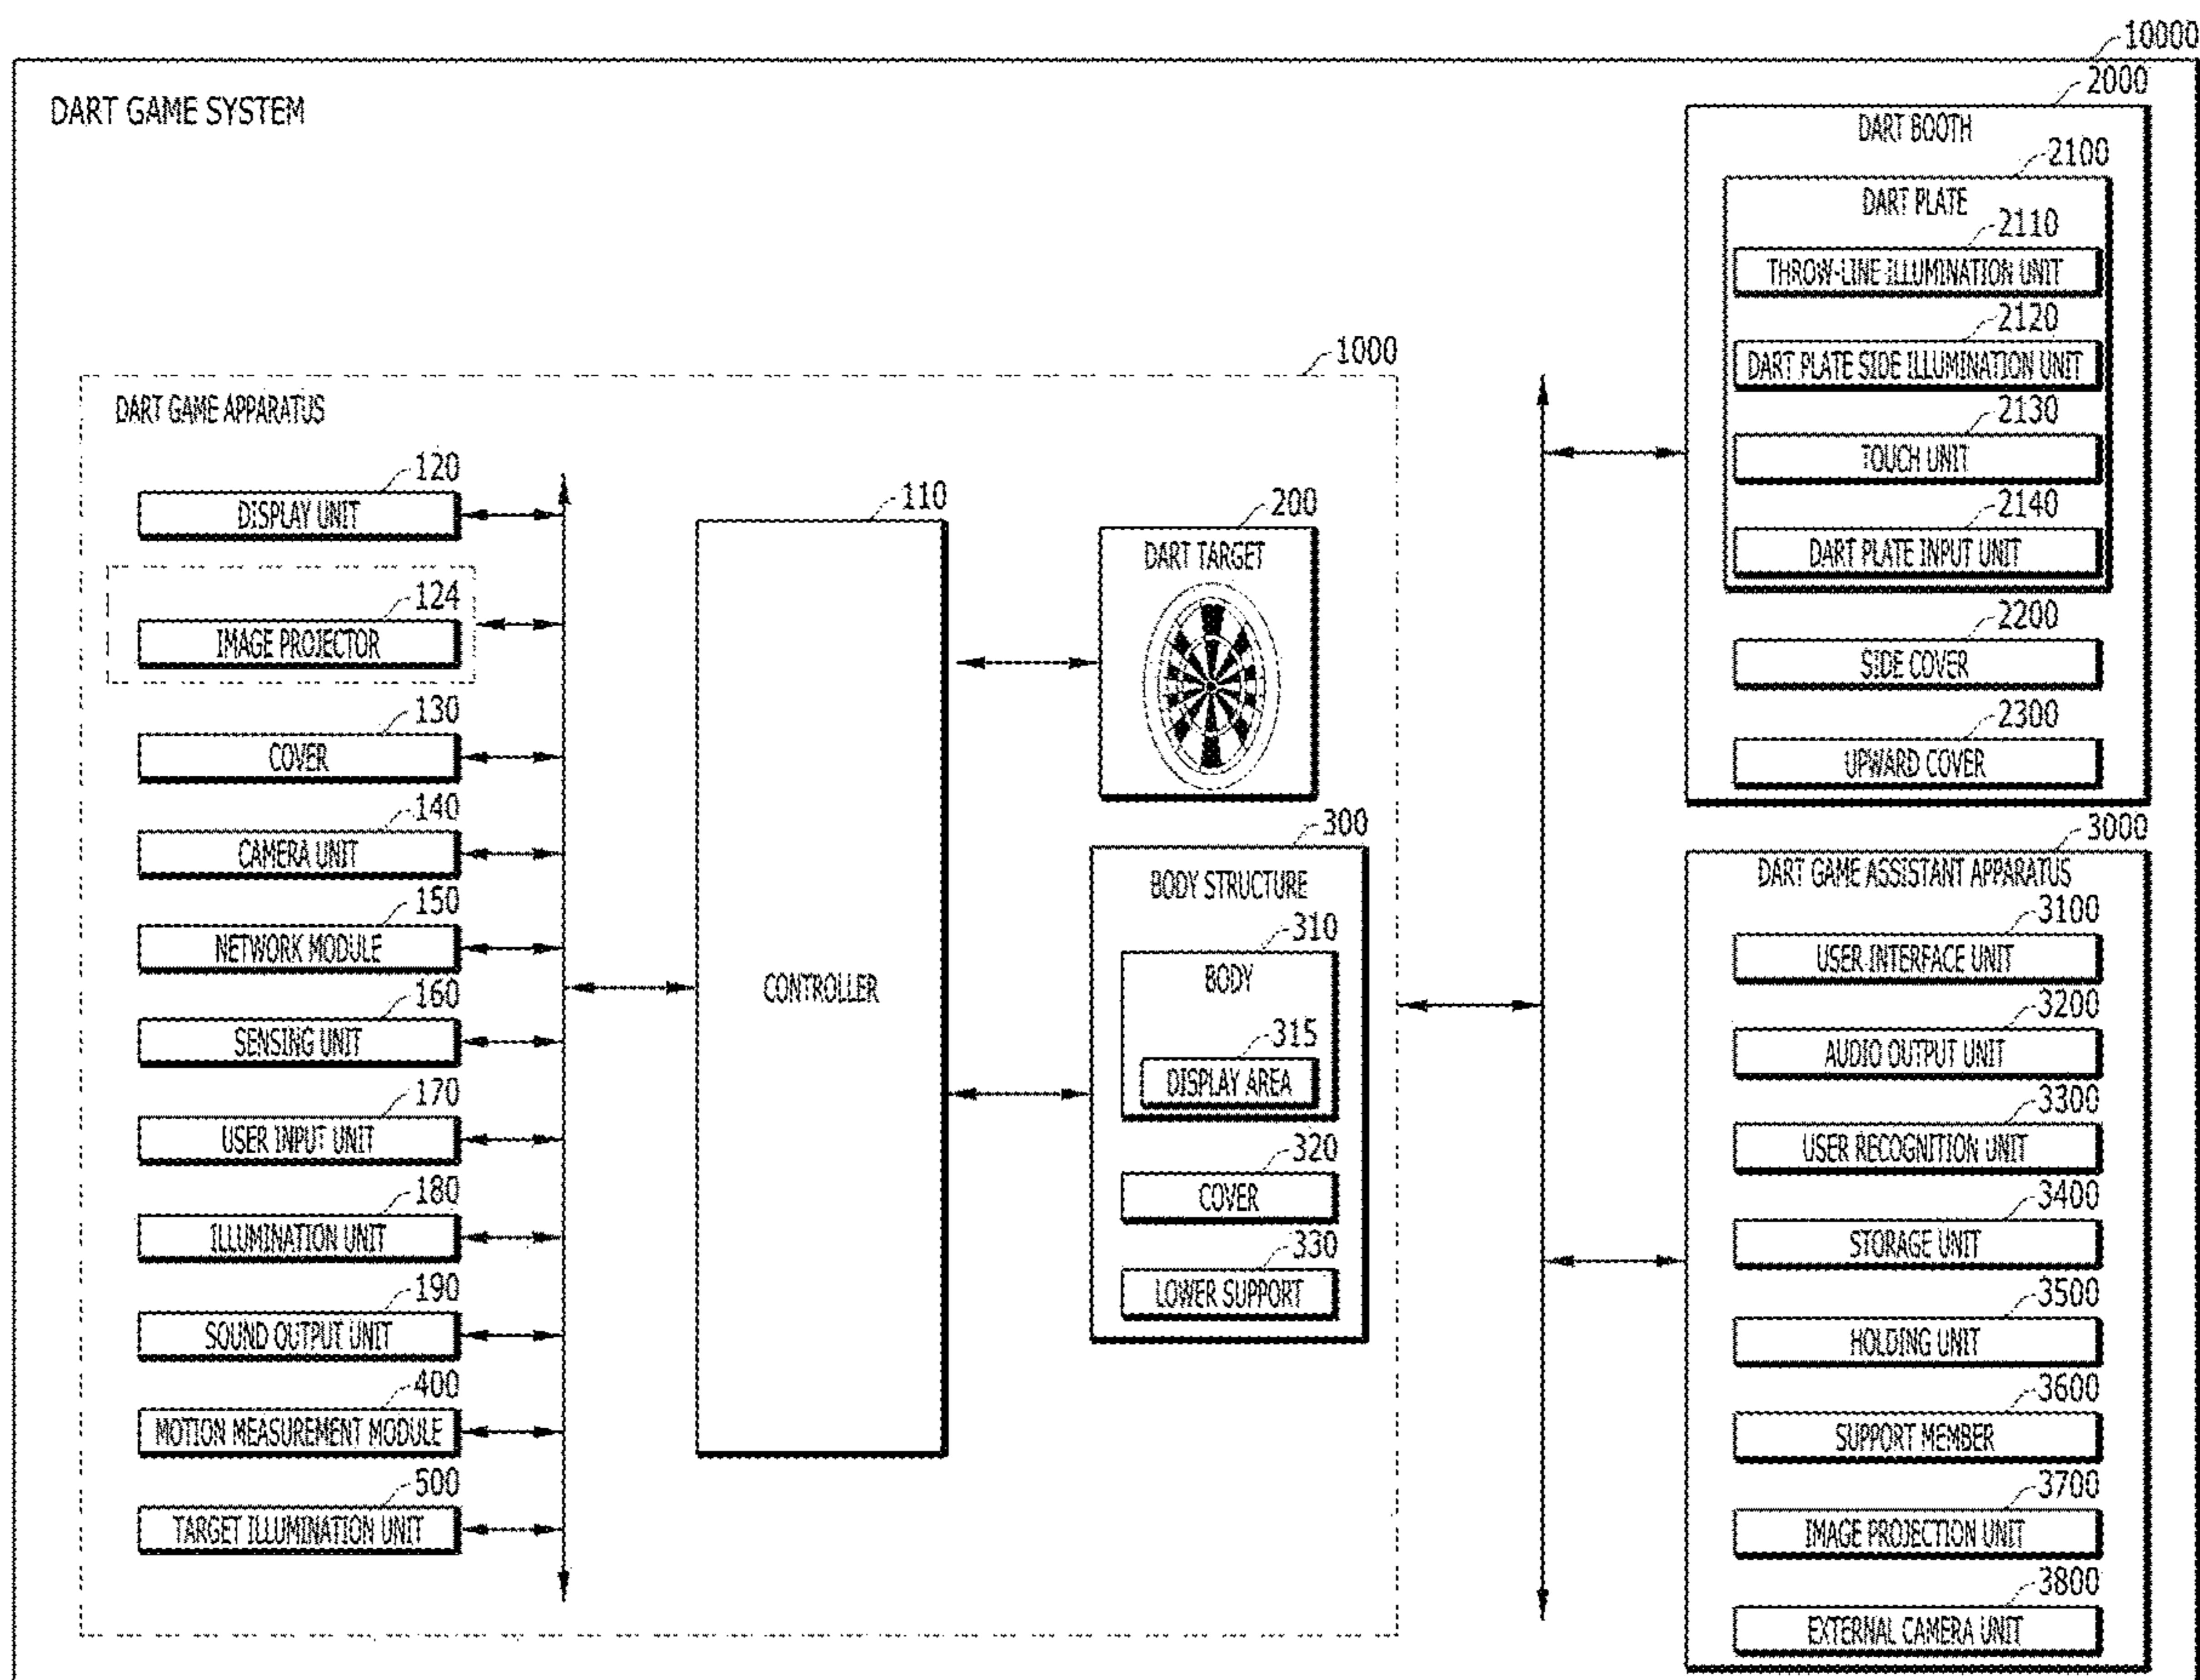 10000
DART GAME SYSTEM
2000
DART BOOTH
2100
DART PLATE
2110
THROW-LINE ILLUMINATION UNIT
2120
DART PLATE SIDE ILLUMINATION UNIT
2130
TOUCH UNIT
2140
DART PLATE INPUT UNIT
2200
SIDE COVER
2300
UPWARD COVER
1000
DART GAME APPARATUS
120
DISPLAY UNIT
124
IMAGE PROJECTOR
130
COVER
140
CAMERA UNIT
150
NETWORK MODULE
160
SENSING UNIT
170
USER INPUT UNIT
180
ILLUMINATION UNIT
190
SOUND OUTPUT UNIT
400
MOTION MEASUREMENT MODULE
500
TARGET ILLUMINATION UNIT
110
CONTROLLER
200
DART TARGET
300
BODY STRUCTURE
310
BODY
315
DISPLAY AREA
320
COVER
330
LOWER SUPPORT
3000
DART GAME ASSISTANT APPARATUS
3100
USER INTERFACE UNIT
3200
AUDIO OUTPUT UNIT
3300
USER RECOGNITION UNIT
3400
STORAGE UNIT
3500
HOLDING UNIT
3600
SUPPORT MEMBER
3700
IMAGE PROJECTION UNIT
3800
EXTERNAL CAMERA UNIT